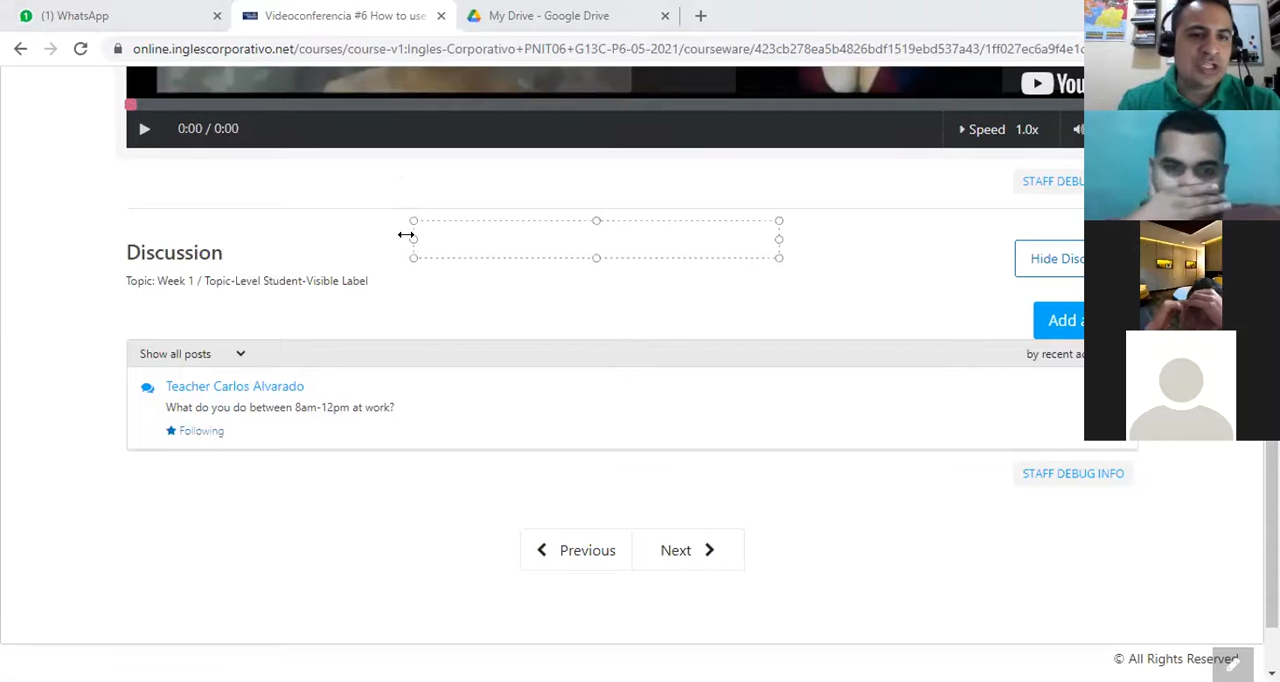 (1) WhatsApp
Videoconferencia #6 How to use
My Drive - Google Drive
online.inglescorporativo.net/courses/course-v1:Ingles-Corporativo+PNIT06+G13C-P6-05-2021/courseware/423cb278ea5b4826bdf1519ebd537a43/1ff027ec6a9f4e1c
You
0:00 / 0:00
Speed 1.0x
STAFF DEBU
Discussion
Hide Disc
Topic: Week 1 / Topic-Level Student-Visible Label
Add a
Show all posts
by recent ac
Teacher Carlos Alvarado
What do you do between 8am-12pm at work?
Following
STAFF DEBUG INFO
Previous
Next
© All Rights Reserved